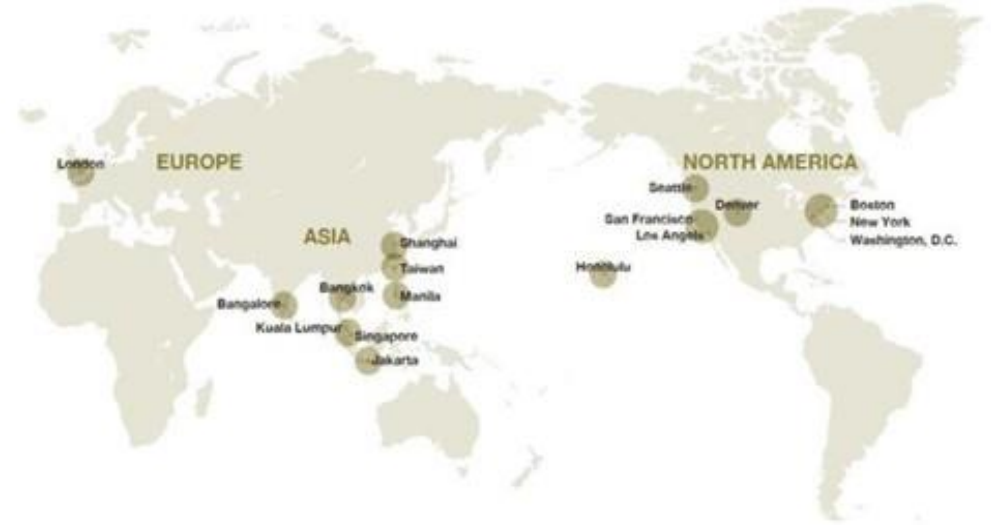 London
EUROPE
ASIA
Shanghai
Taiwan
Bangkok
Manila
Bangalore
Kuala Lumpur
Singapore
Jakarta
NORTH AMERICA
Seattle
Denver
San Francisco
Los Angels
Honolulu
Boston
New York
Washington, D.C.